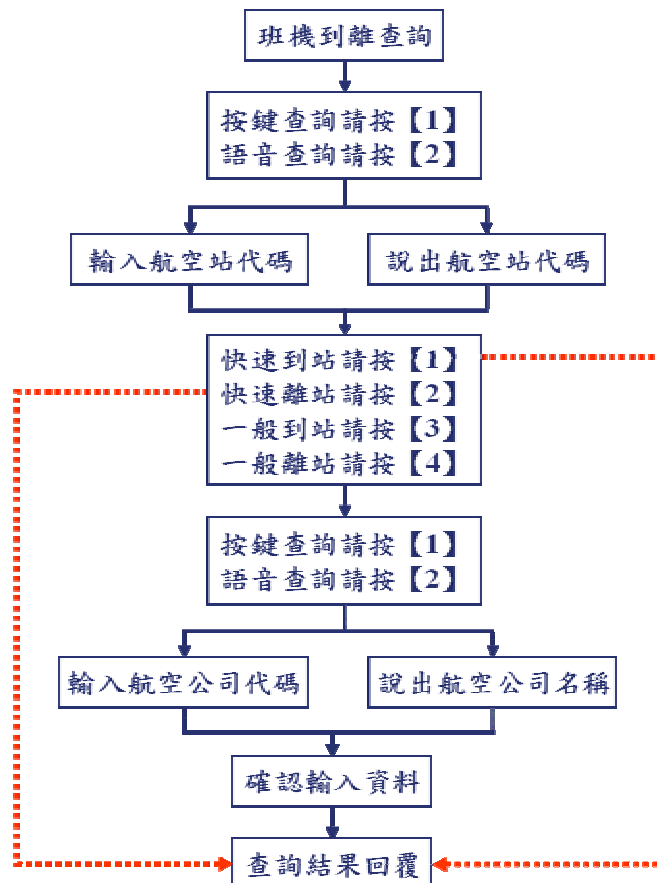 班機到離查詢
按鍵查詢請按【1】
語音查詢請按【2】
輸入航空站代碼
說出航空站代碼
快速到站請按【1】
快速離站請按【2】
一般到站請按【3】
一般離站請按【4】
按鍵查詢請按【1】
語音查詢請按【2】
輸入航空公司代碼
說出航空公司名稱
確認輸入資料
查詢結果回覆